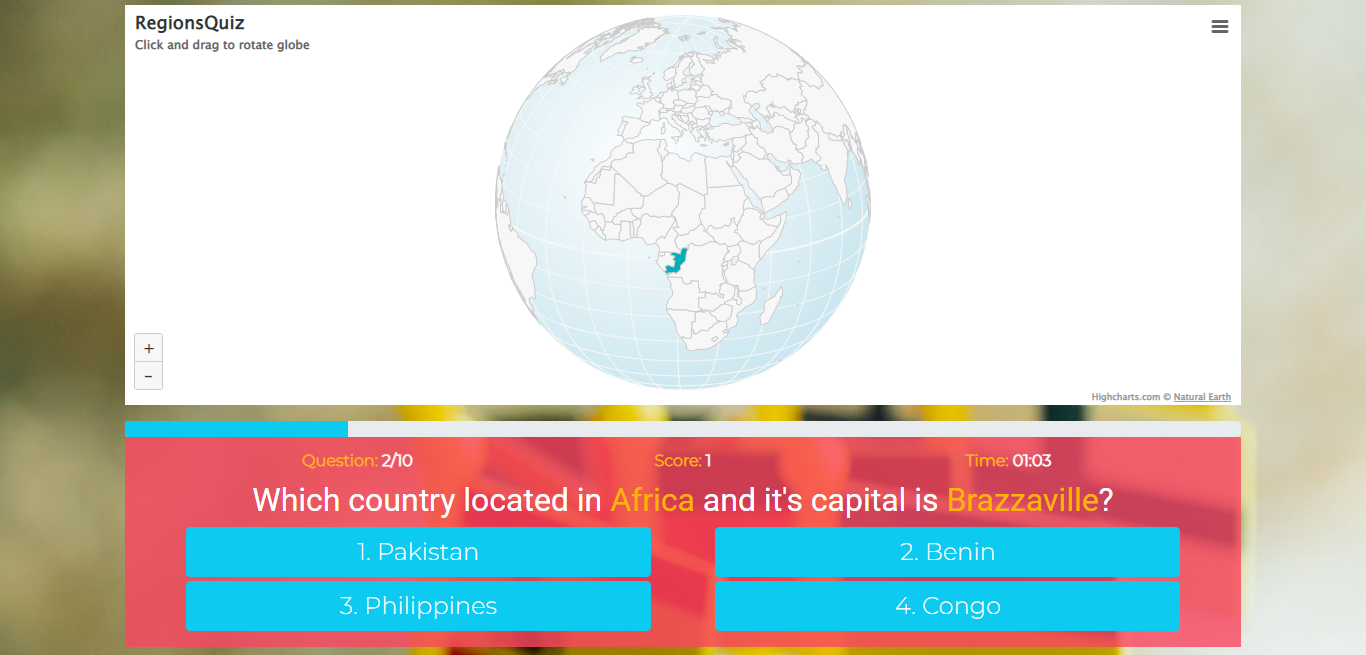 RegionsQuiz
Click and drag to rotate globe
+
−
Highcharts.com © Natural Earth
Question: 2/10 Score: 1 Time: 01:03
Which country located in Africa and it's capital is Brazzaville?
1. Pakistan 2. Benin
3. Philippines 4. Congo